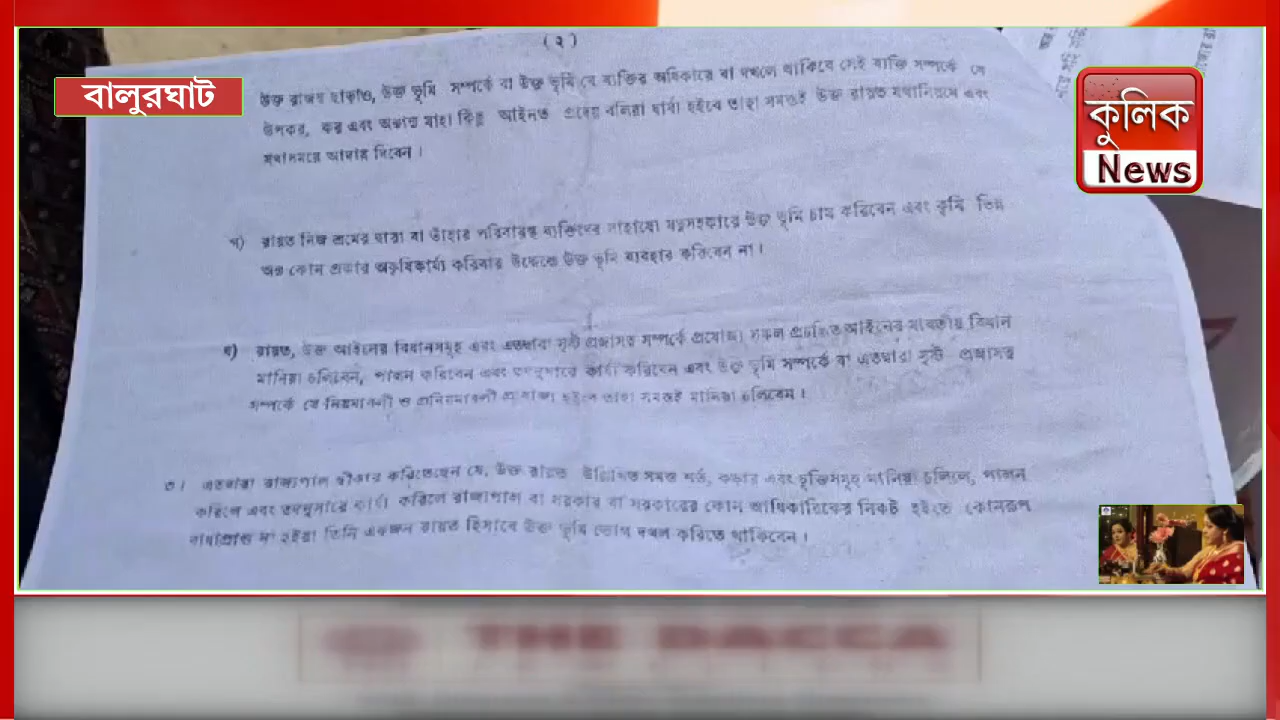 ( ২ )
বালুরঘাট
উক্ত রাজস্ব ছাড়াও, উক্ত ভূমি সম্পর্কে বা উক্ত ভূমি যে ব্যক্তির অধিকারে বা দখলে থাকিবে সেই ব্যক্তি সম্পর্কে যে
উপকর, কর এবং অন্যান্য যাহা কিছু আইনত প্রদেয় বলিয়া ধার্য্য হইবে তাহা সমস্তই উক্ত রায়ত যথানিয়মে এবং
যথাসময়ে আদায় দিবেন ।
কুলিক
News
গ) রায়ত নিজ শ্রমের দ্বারা বা তাঁহার পরিবারস্থ ব্যক্তিদের সাহায্যে যত্নসহকারে উক্ত ভূমি চাষ করিবেন এবং কৃষি ভিন্ন
অন্য কোন প্রকার অকৃষিকার্য্য করিবার উদ্দেশ্যে উক্ত ভূমি ব্যবহার করিবেন না ।
ঘ) রায়ত, উক্ত আইনের বিধানসমূহ এবং এতদ্বারা সৃষ্ট প্রজাস্বত্ব সম্পর্কে প্রযোজ্য সকল প্রচলিত আইনের যাবতীয় বিধান
মানিয়া চলিবেন, পালন করিবেন এবং তদনুসারে কার্য্য করিবেন এবং উক্ত ভূমি সম্পর্কে বা এতদ্বারা সৃষ্ট প্রজাস্বত্ব
সম্পর্কে যে নিয়মাবলী ও প্রনিয়মাবলী প্রযোজ্য হইবে তাহা সমস্তই মানিয়া চলিবেন ।
৩। এতদ্বারা রাজ্যপাল স্বীকার করিতেছেন যে, উক্ত রায়ত উল্লিখিত সমস্ত শর্ত, কড়ার এবং চুক্তিসমূহ মানিয়া চলিলে, পালন
করিলে এবং তদনুসারে কার্য্য করিলে রাজ্যপাল বা সরকার বা সরকারের কোন আধিকারিকের নিকট হইতে কোনরূপ
বাধাপ্রাপ্ত না হইয়া তিনি একজন রায়ত হিসাবে উক্ত ভূমি ভোগ দখল করিতে থাকিবেন ।
THE DACCA